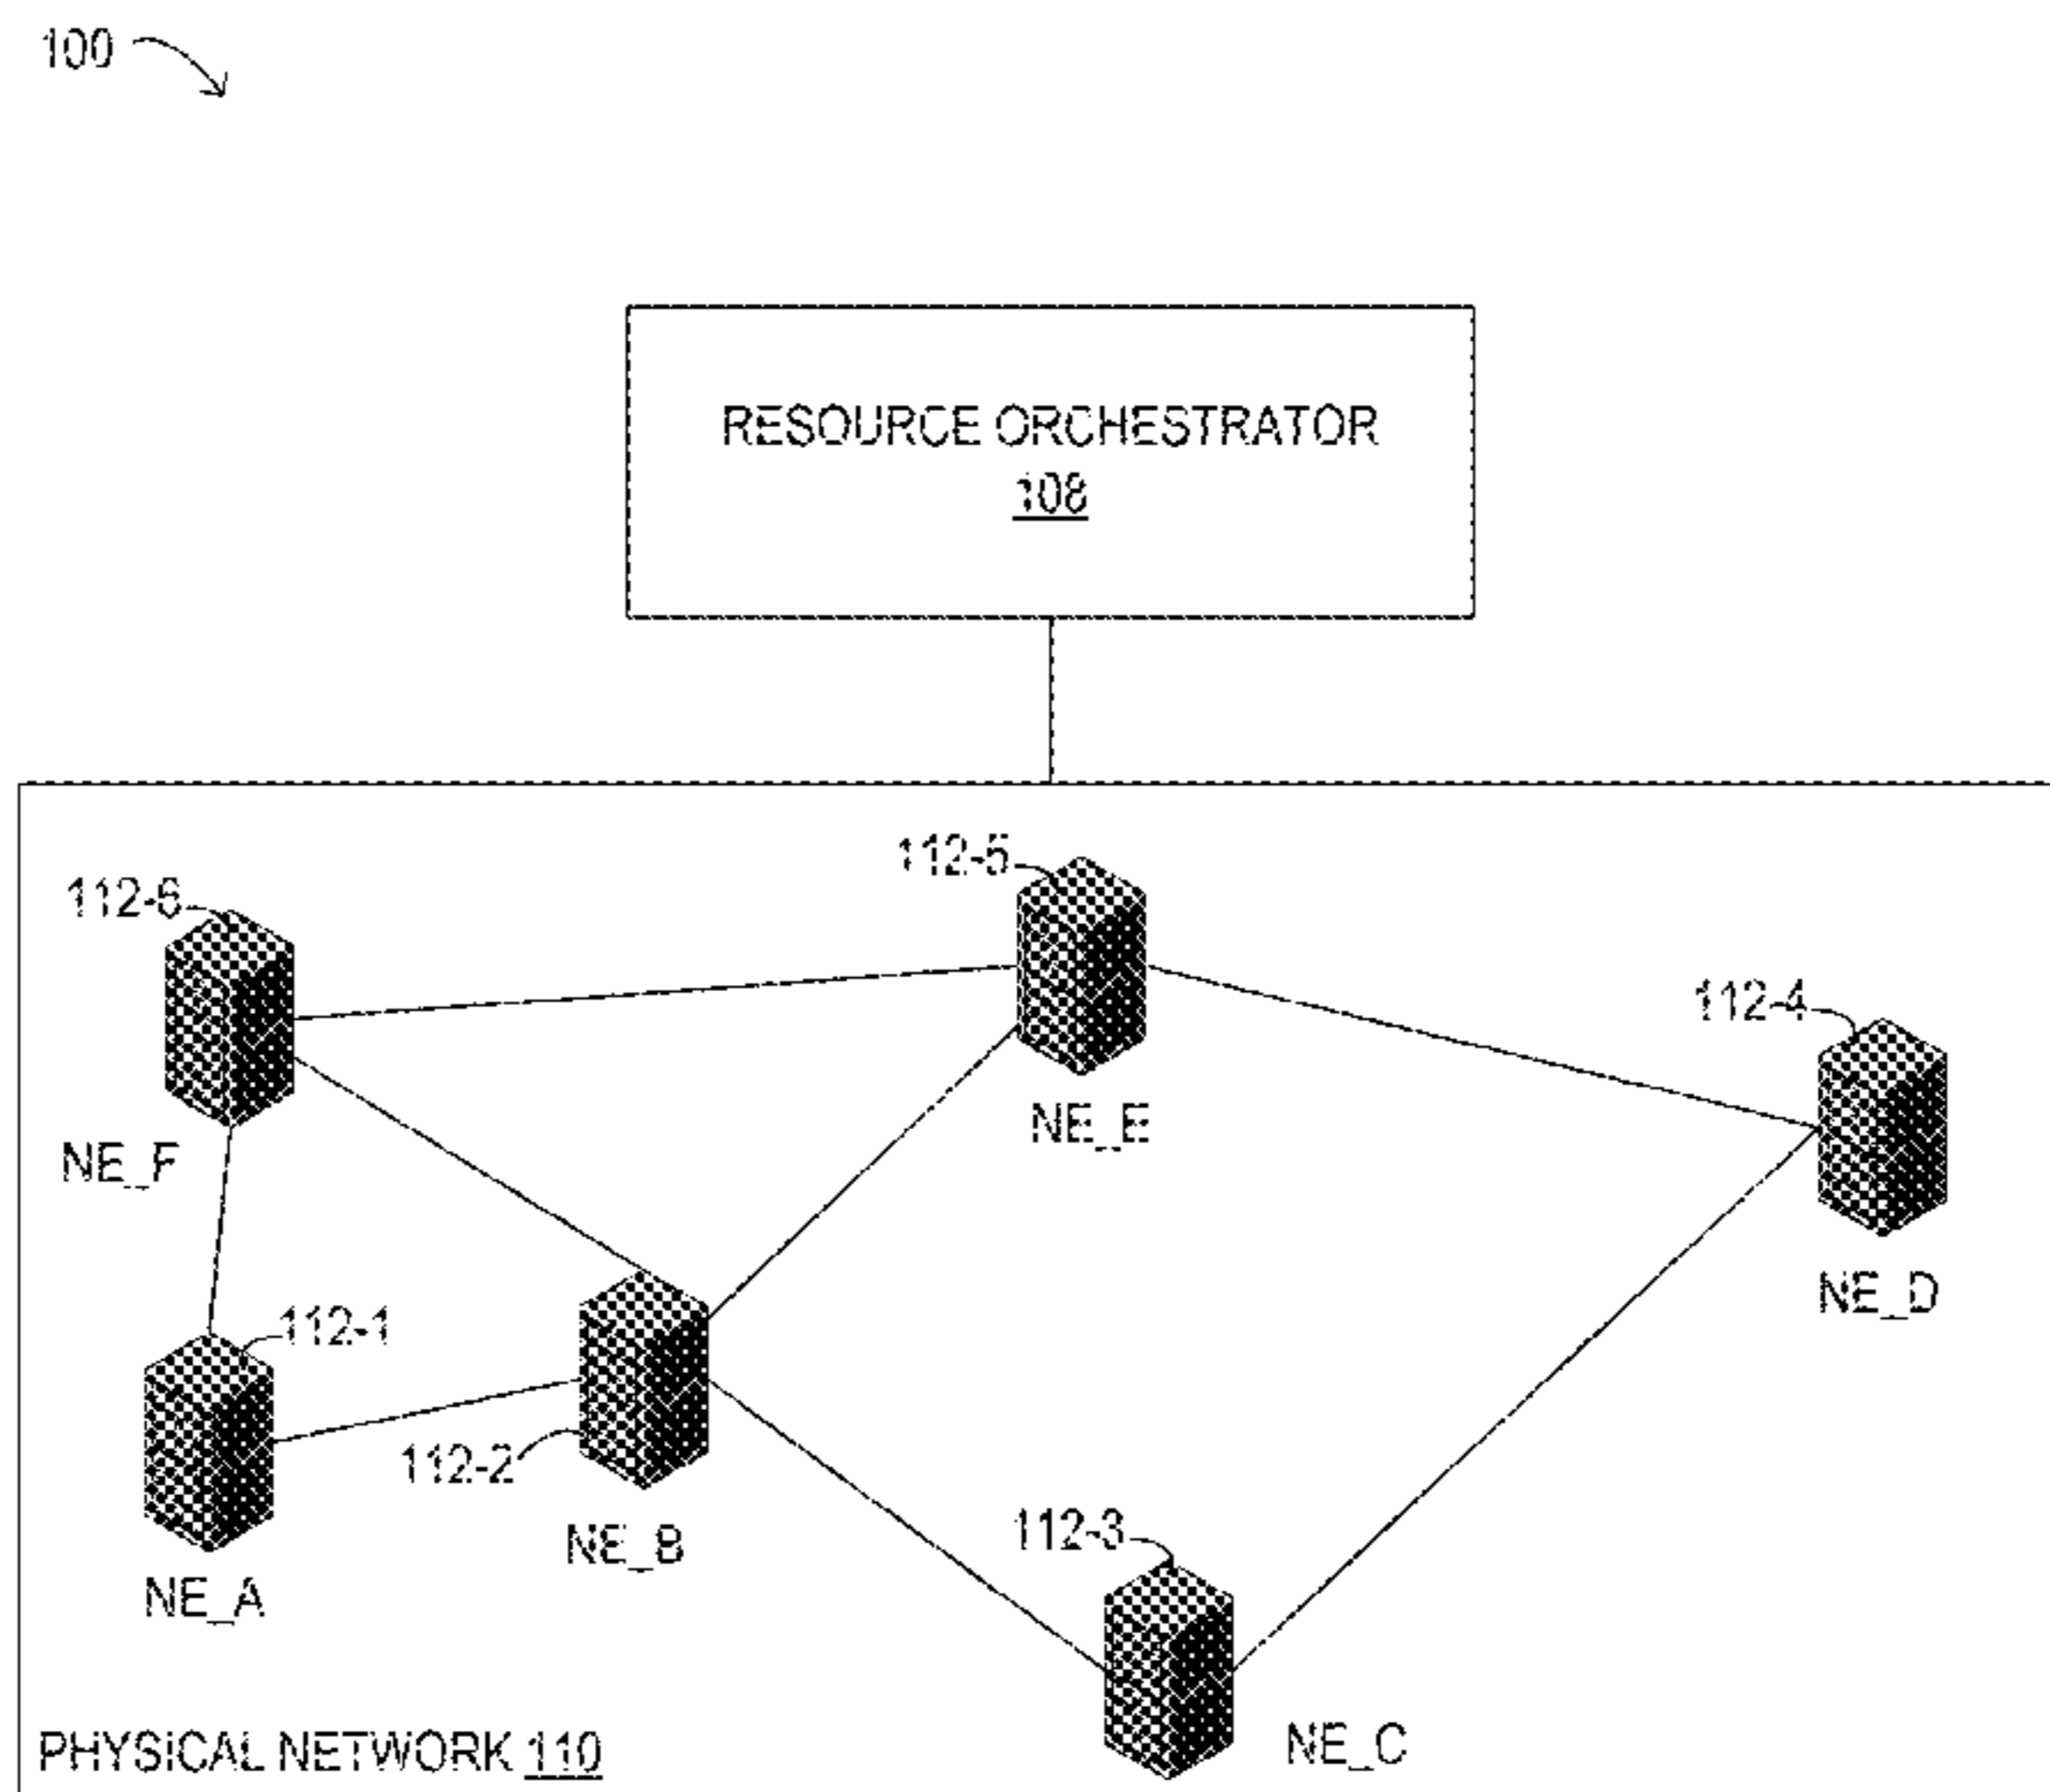 100
RESOURCE ORCHESTRATOR
108
112-5
112-6
112-4
NE_E
NE_F
NE_D
112-1
112-2
112-3
NE_B
NE_A
NE_C
PHYSICAL NETWORK 110